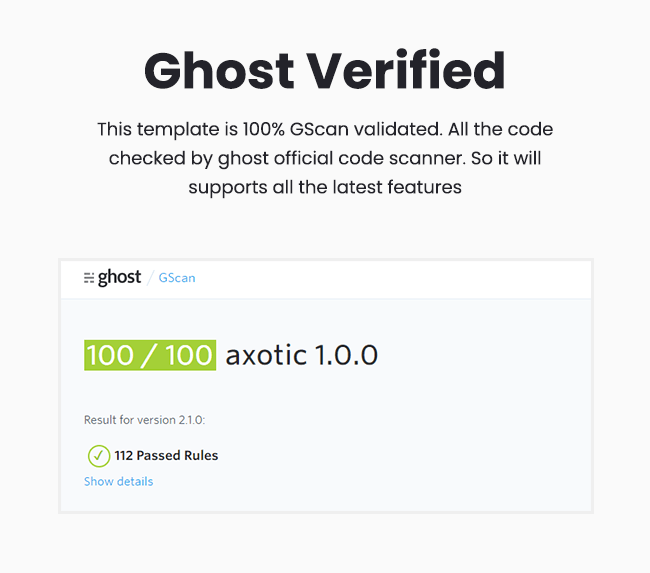 Ghost Verified
This template is 100% GScan validated. All the code
checked by ghost official code scanner. So it will
supports all the latest features
ghost / GScan
100 / 100 axotic 1.0.0
Result for version 2.1.0:
112 Passed Rules
Show details